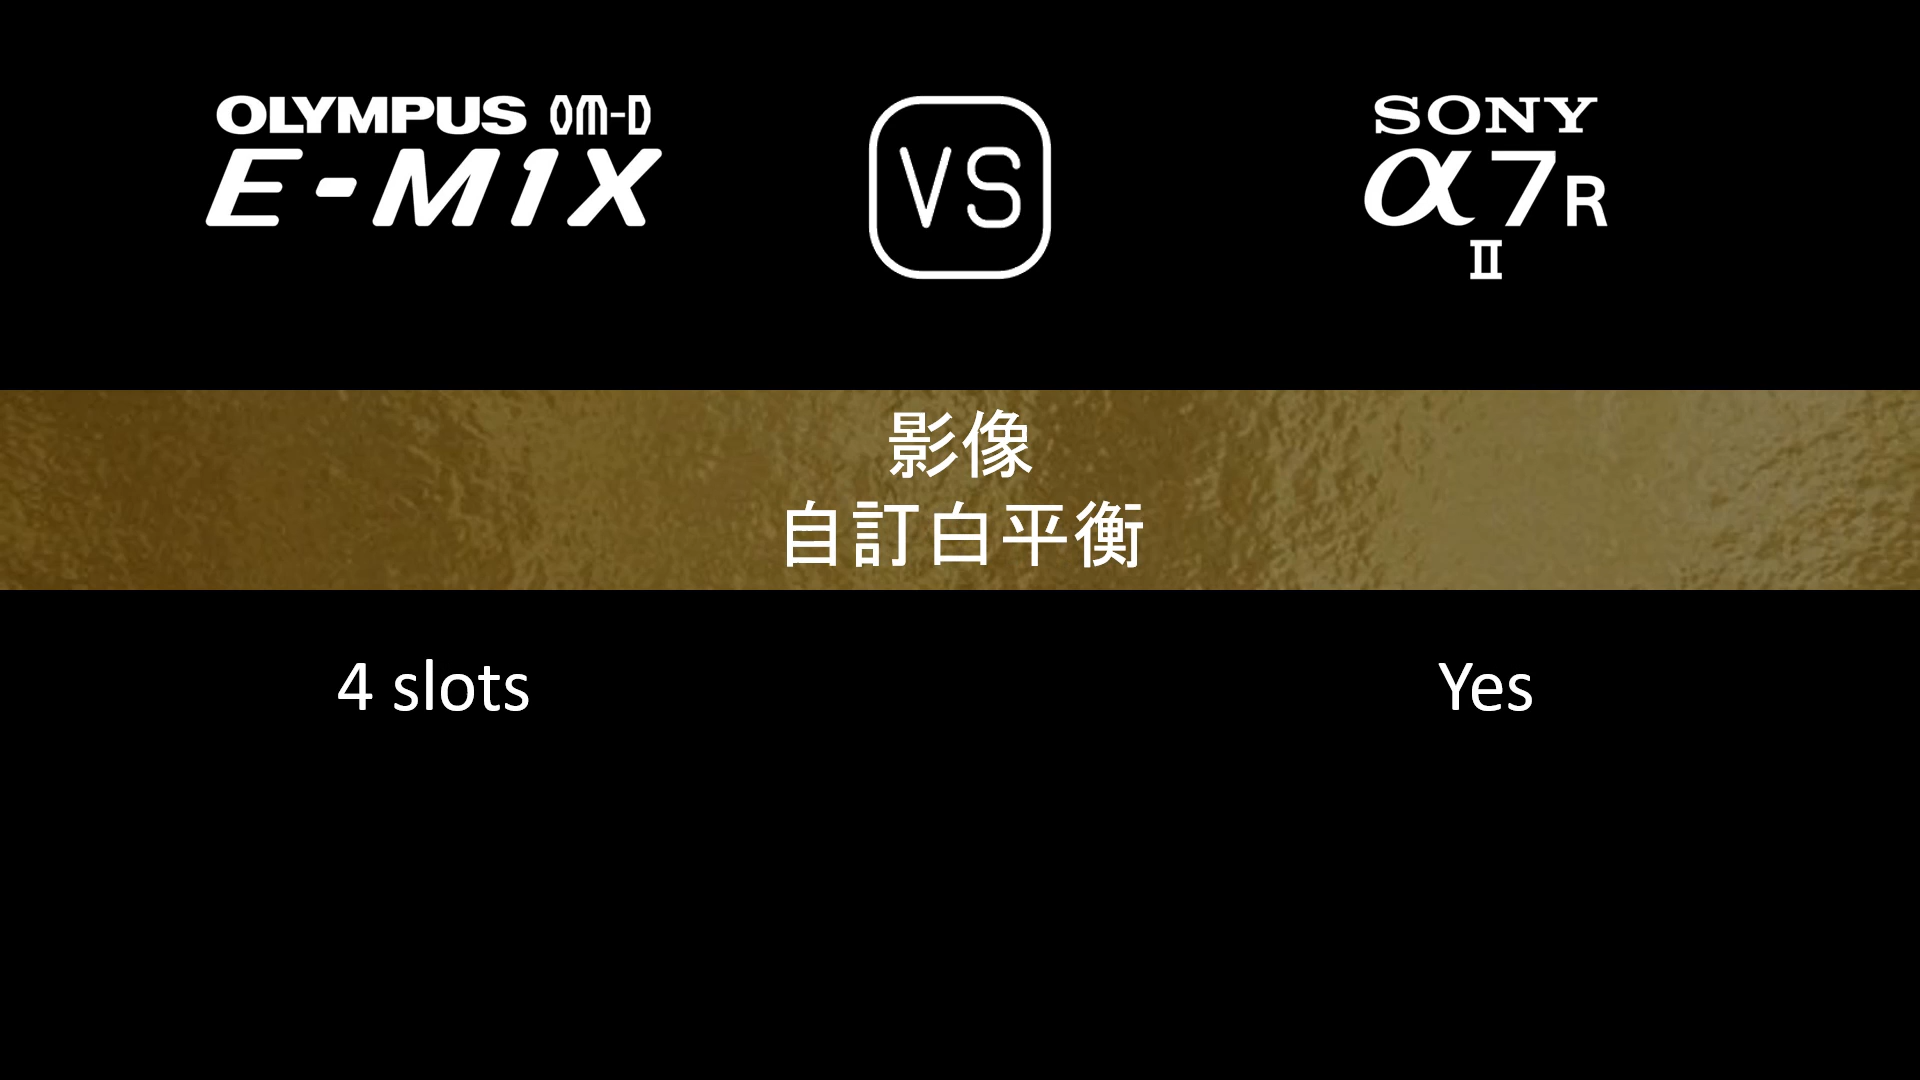 OLYMPUS OM-D
E-M1X
VS
SONY
α7R
II
影像
自訂白平衡
4 slots
Yes